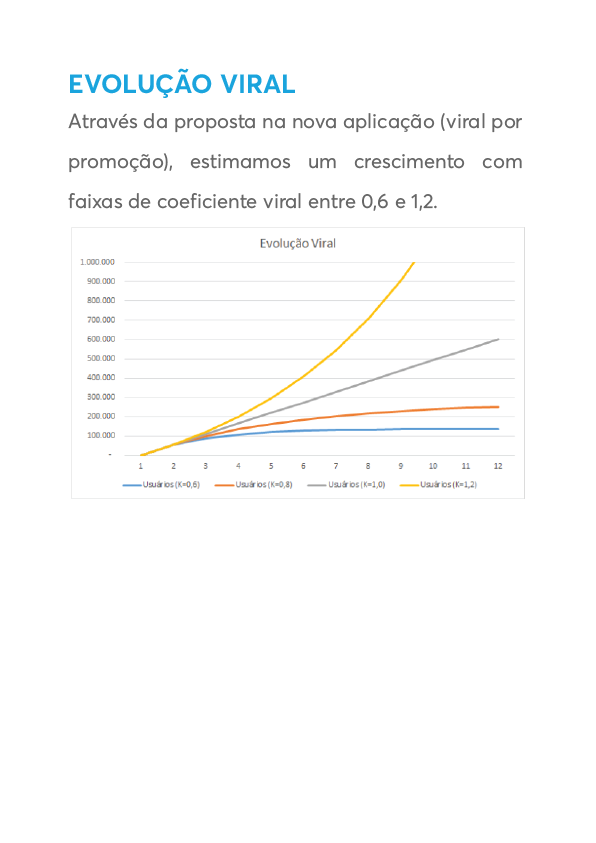 EVOLUÇÃO VIRAL
Através da proposta na nova aplicação (viral por
promoção), estimamos um crescimento com
faixas de coeficiente viral entre 0,6 e 1,2.
Evolução Viral
1.000.000
900.000
800.000
700.000
600.000
500.000
400.000
300.000
200.000
100.000
-
1 2 3 4 5 6 7 8 9 10 11 12
Usuários (K=0,6) Usuários (K=0,8) Usuários (K=1,0) Usuários (K=1,2)